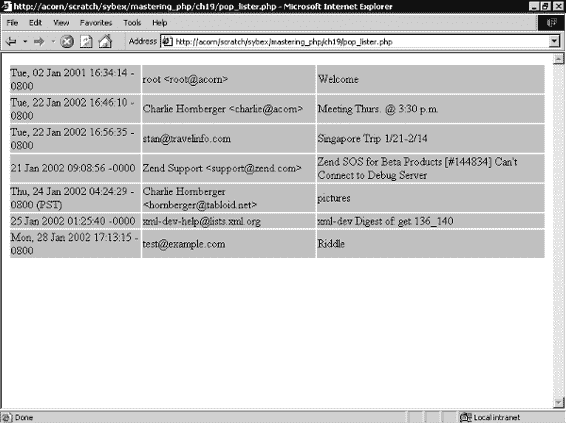 http://acorn/scratch/sybex/mastering_php/ch19/pop_lister.php - Microsoft Internet Explorer
File Edit View Favorites Tools Help
Address http://acorn/scratch/sybex/mastering_php/ch19/pop_lister.php
Tue, 02 Jan 2001 16:34:14 -
0800
root <root@acorn>
Welcome
Tue, 22 Jan 2002 16:46:10 -
0800
Charlie Hornberger <charlie@acorn>
Meeting Thurs. @ 3:30 p.m.
Tue, 22 Jan 2002 16:56:35 -
0800
stan@travelinfo.com
Singapore Trip 1/21-2/14
21 Jan 2002 09:08:56 -0000
Zend Support <support@zend.com>
Zend SOS for Beta Products [#144834] Can't
Connect to Debug Server
Thu, 24 Jan 2002 04:24:29 -
0800 (PST)
Charlie Hornberger
<hornberger@tabloid.net>
pictures
25 Jan 2002 01:25:40 -0000
xml-dev-help@lists.xml.org
xml-dev Digest of: get 136_140
Mon, 28 Jan 2002 17:13:15 -
0800
test@example.com
Riddle
Done
Local intranet